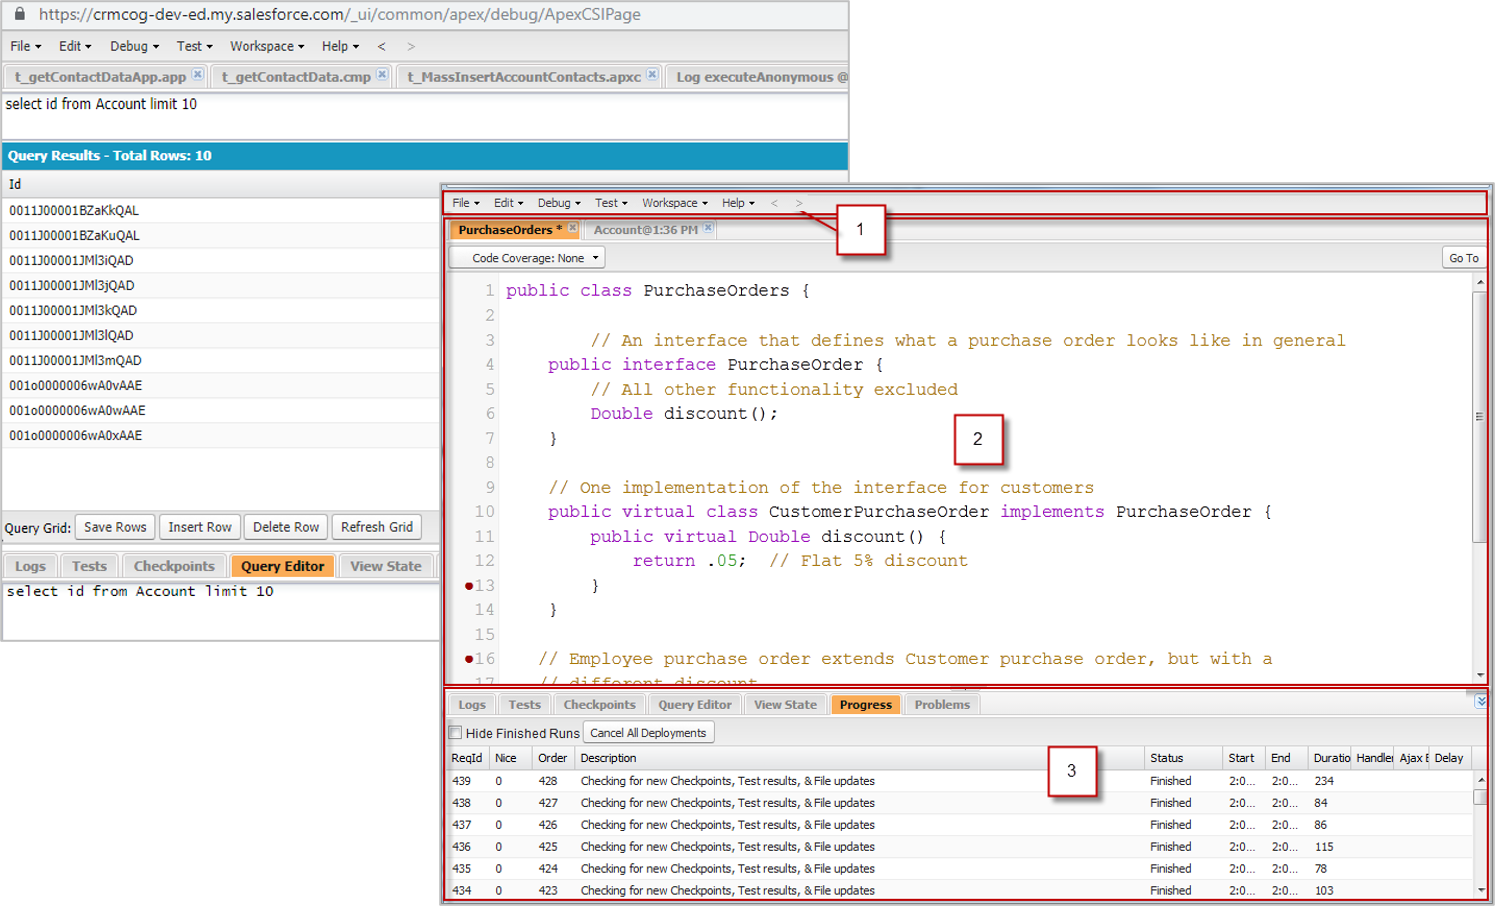 https://crmcog-dev-ed.my.salesforce.com/_ui/common/apex/debug/ApexCSIPage
File Edit Debug Test Workspace Help < >
t_getContactDataApp.app t_getContactData.cmp t_MassInsertAccountContacts.apxc Log executeAnonymous @
select id from Account limit 10
Query Results - Total Rows: 10
Id
0011J00001BZaKkQAL
0011J00001BZaKuQAL
0011J00001JMl3iQAD
0011J00001JMl3jQAD
0011J00001JMl3kQAD
0011J00001JMl3lQAD
0011J00001JMl3mQAD
001o0000006wA0vAAE
001o0000006wA0wAAE
001o0000006wA0xAAE
Query Grid: Save Rows Insert Row Delete Row Refresh Grid
Logs Tests Checkpoints Query Editor View State
select id from Account limit 10
File Edit Debug Test Workspace Help < >
1
PurchaseOrders * Account@1:36 PM
Code Coverage: None Go To
1 public class PurchaseOrders {
2
3 // An interface that defines what a purchase order looks like in general
4 public interface PurchaseOrder {
5 // All other functionality excluded
6 Double discount();
7 }
2
8
9 // One implementation of the interface for customers
10 public virtual class CustomerPurchaseOrder implements PurchaseOrder {
11 public virtual Double discount() {
12 return .05; // Flat 5% discount
13 }
14 }
15
16 // Employee purchase order extends Customer purchase order, but with a
17 // different discount
Logs Tests Checkpoints Query Editor View State Progress Problems
Hide Finished Runs Cancel All Deployments
3
ReqId Nice Order Description Status Start End Duratio Handler Ajax E Delay
439 0 428 Checking for new Checkpoints, Test results, & File updates Finished 2:0... 2:0... 234
438 0 427 Checking for new Checkpoints, Test results, & File updates Finished 2:0... 2:0... 84
437 0 426 Checking for new Checkpoints, Test results, & File updates Finished 2:0... 2:0... 86
436 0 425 Checking for new Checkpoints, Test results, & File updates Finished 2:0... 2:0... 115
435 0 424 Checking for new Checkpoints, Test results, & File updates Finished 2:0... 2:0... 78
434 0 423 Checking for new Checkpoints, Test results, & File updates Finished 2:0... 2:0... 103